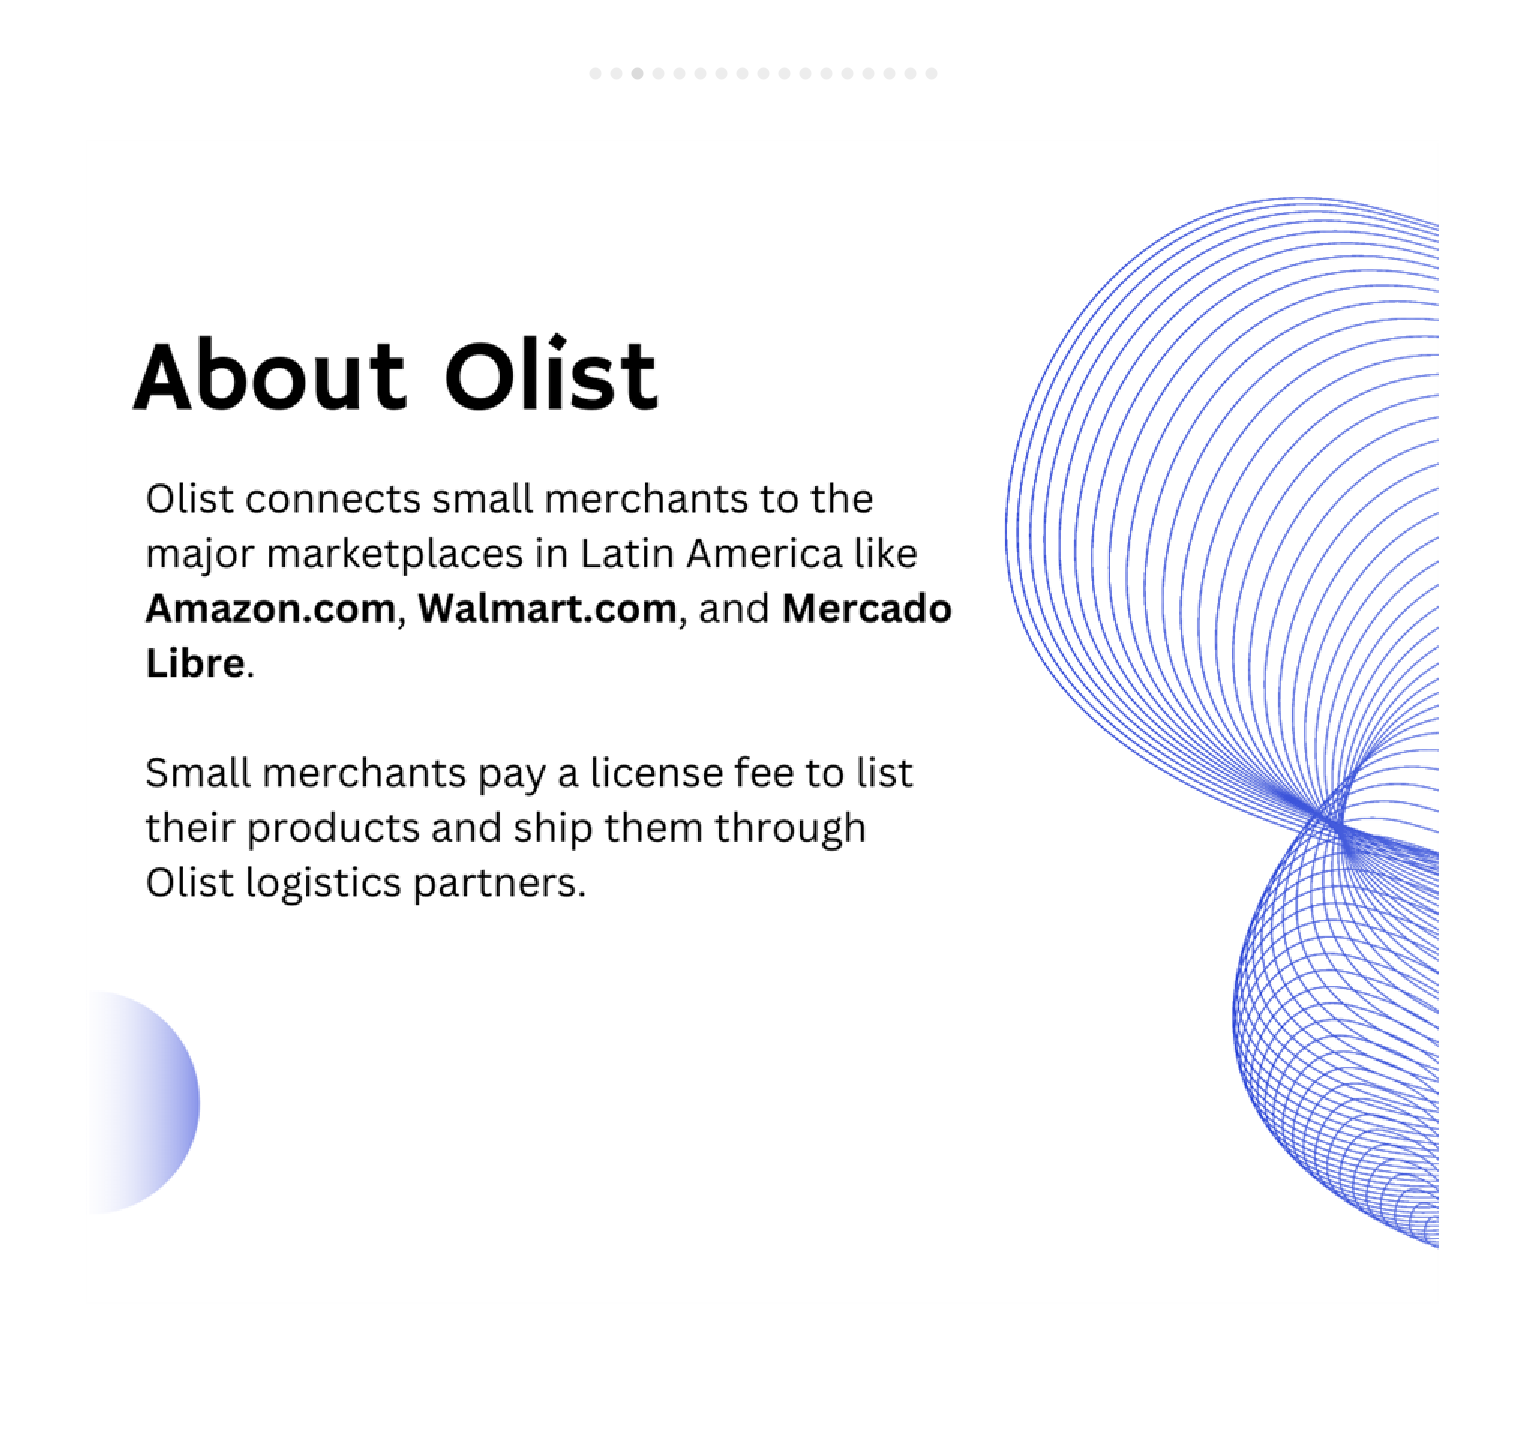 About Olist
Olist connects small merchants to the
major marketplaces in Latin America like
Amazon.com, Walmart.com, and Mercado
Libre.
Small merchants pay a license fee to list
their products and ship them through
Olist logistics partners.